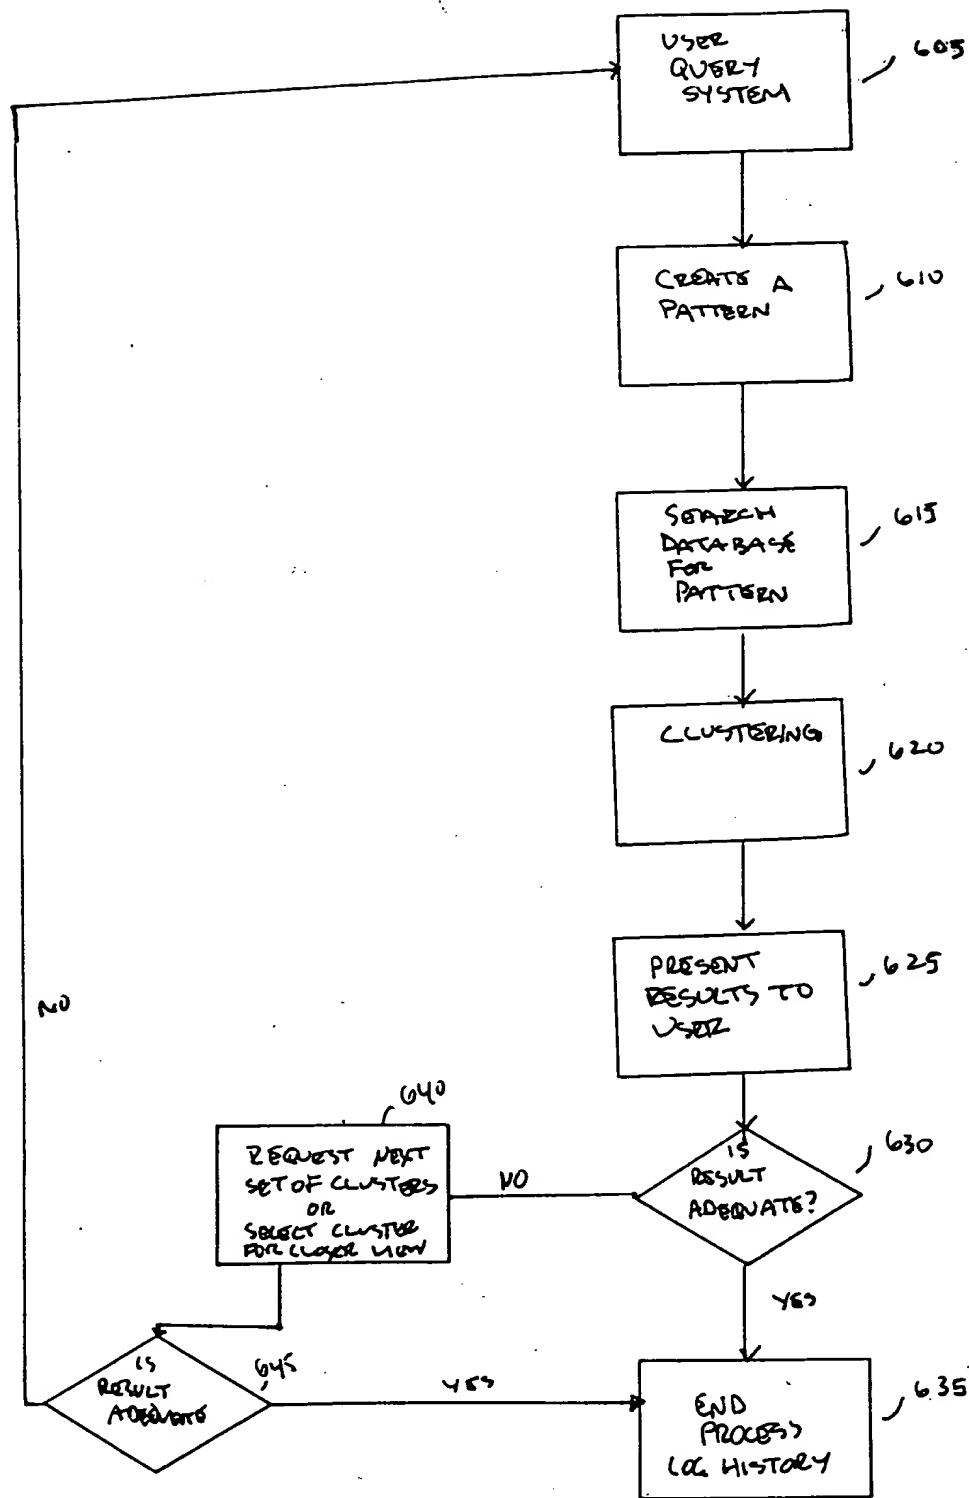 USER
QUERY
SYSTEM
605
CREATE A
PATTERN
610
SEARCH
DATABASE
FOR
PATTERN
615
CLUSTERING
620
PRESENT
RESULTS TO
USER
625
NO
640
REQUEST NEXT
SET OF CLUSTERS
OR
SELECT CLUSTER
FOR CLOSER VIEW
NO
IS
RESULT
ADEQUATE?
630
YES
IS
RESULT
ADEQUATE
645
YES
END
PROCESS
LOG HISTORY
635